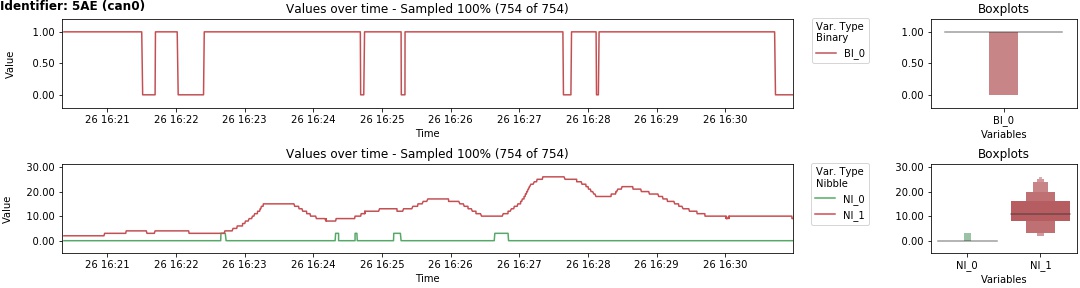 Identifier: 5AE (can0)
Values over time - Sampled 100% (754 of 754)
Boxplots
Value
1.00
0.50
0.00
26 16:21 26 16:22 26 16:23 26 16:24 26 16:25 26 16:26 26 16:27 26 16:28 26 16:29 26 16:30
Time
Var. Type
Binary
BI_0
1.00
0.50
0.00
BI_0
Variables
Values over time - Sampled 100% (754 of 754)
Boxplots
Value
30.00
20.00
10.00
0.00
26 16:21 26 16:22 26 16:23 26 16:24 26 16:25 26 16:26 26 16:27 26 16:28 26 16:29 26 16:30
Time
Var. Type
Nibble
NI_0
NI_1
30.00
20.00
10.00
0.00
NI_0 NI_1
Variables